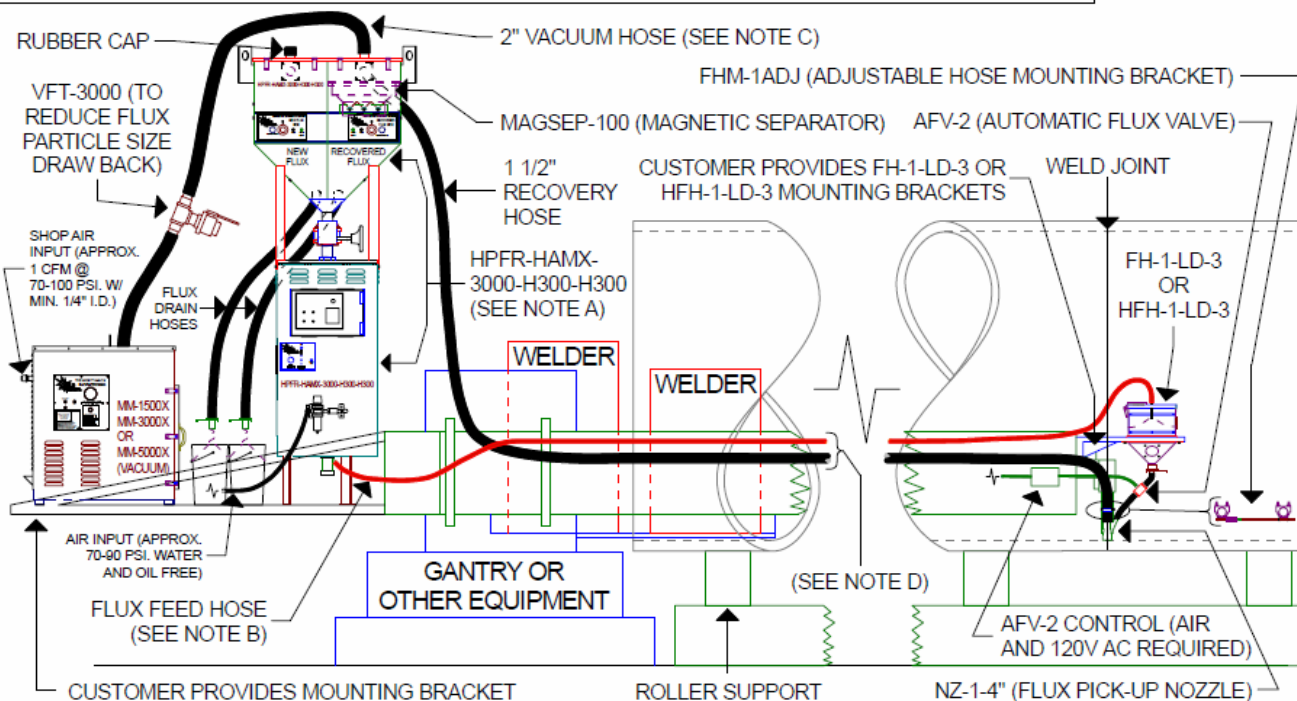 RUBBER CAP
2" VACUUM HOSE (SEE NOTE C)
FHM-1ADJ (ADJUSTABLE HOSE MOUNTING BRACKET)
VFT-3000 (TO
REDUCE FLUX
PARTICLE SIZE
DRAW BACK)
HPFR-HAMX-3000-H300-H300
MAGSEP-100 (MAGNETIC SEPARATOR)
AFV-2 (AUTOMATIC FLUX VALVE)
NEW
FLUX
RECOVERED
FLUX
1 1/2"
RECOVERY
HOSE
CUSTOMER PROVIDES FH-1-LD-3 OR
HFH-1-LD-3 MOUNTING BRACKETS
WELD JOINT
SHOP AIR
INPUT (APPROX.
1 CFM @
70-100 PSI. W/
MIN. 1/4" I.D.)
FLUX
DRAIN
HOSES
HPFR-HAMX-
3000-H300-H300
(SEE NOTE A)
FH-1-LD-3
OR
HFH-1-LD-3
WELDER
WELDER
HPFR-HAMX-3000-H300-H300
MM-1500X
MM-3000X
OR
MM-5000X
(VACUUM)
AIR INPUT (APPROX.
70-90 PSI. WATER
AND OIL FREE)
FLUX FEED HOSE
(SEE NOTE B)
GANTRY OR
OTHER EQUIPMENT
(SEE NOTE D)
AFV-2 CONTROL (AIR
AND 120V AC REQUIRED)
CUSTOMER PROVIDES MOUNTING BRACKET
ROLLER SUPPORT
NZ-1-4" (FLUX PICK-UP NOZZLE)